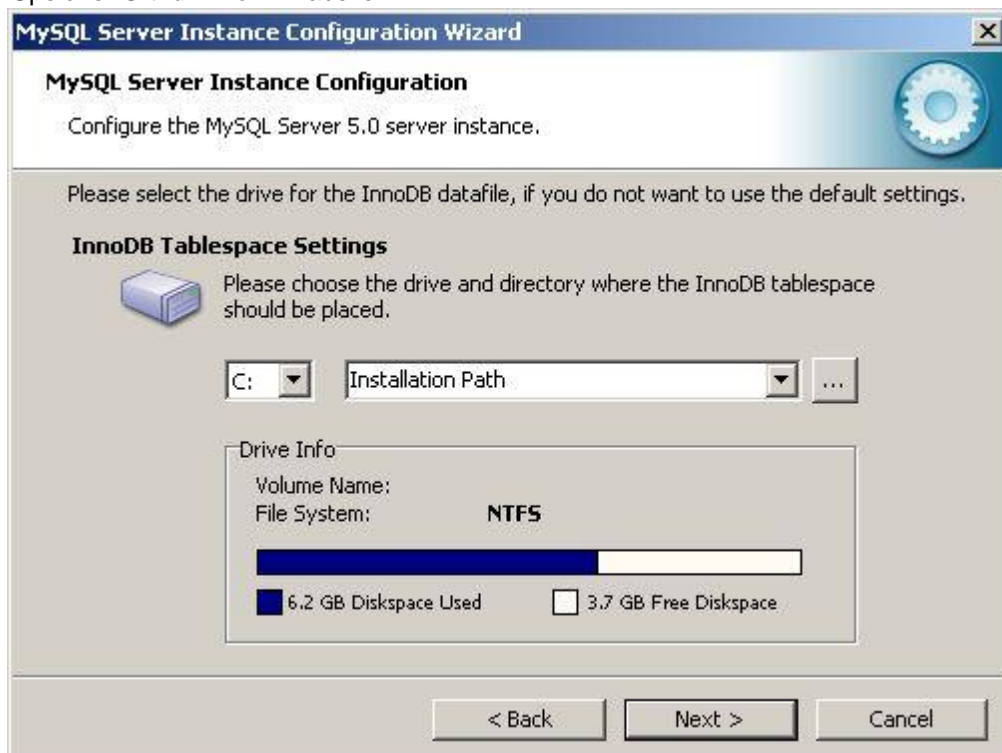 MySQL Server Instance Configuration Wizard
MySQL Server Instance Configuration
Configure the MySQL Server 5.0 server instance.
Please select the drive for the InnoDB datafile, if you do not want to use the default settings.
InnoDB Tablespace Settings
Please choose the drive and directory where the InnoDB tablespace
should be placed.
C: Installation Path ...
Drive Info
Volume Name:
File System: NTFS
6.2 GB Diskspace Used 3.7 GB Free Diskspace
< Back Next > Cancel